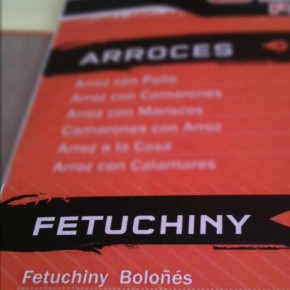 ARROCES
Arroz con Pollo
Arroz con Camarones
Arroz con Mariscos
Camarones con Arroz
Arroz a la Casa
Arroz con Calamares
FETUCHINY
Fetuchiny Boloñés